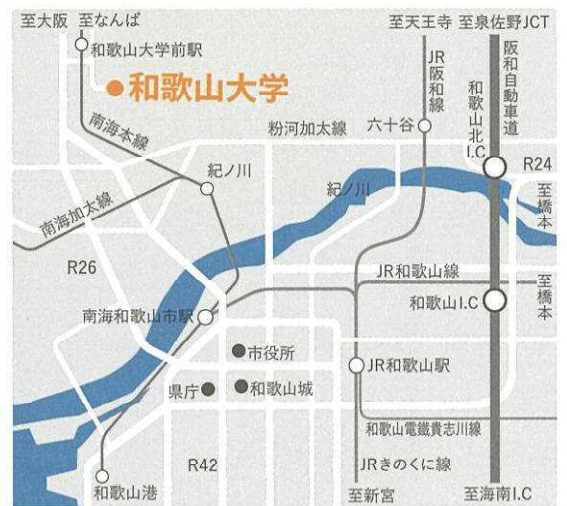 至大阪 至なんば
至天王寺 至泉佐野JCT
和歌山大学前駅
和歌山大学
JR阪和線
阪和自動車道
和歌山北I.C
南海本線
粉河加太線
六十谷
R24
至橋本
紀ノ川
紀ノ川
南海加太線
R26
JR和歌山線
至橋本
和歌山I.C
南海和歌山市駅
市役所
JR和歌山駅
県庁
和歌山城
和歌山電鐵貴志川線
R42
JRきのくに線
和歌山港
至新宮
至海南I.C